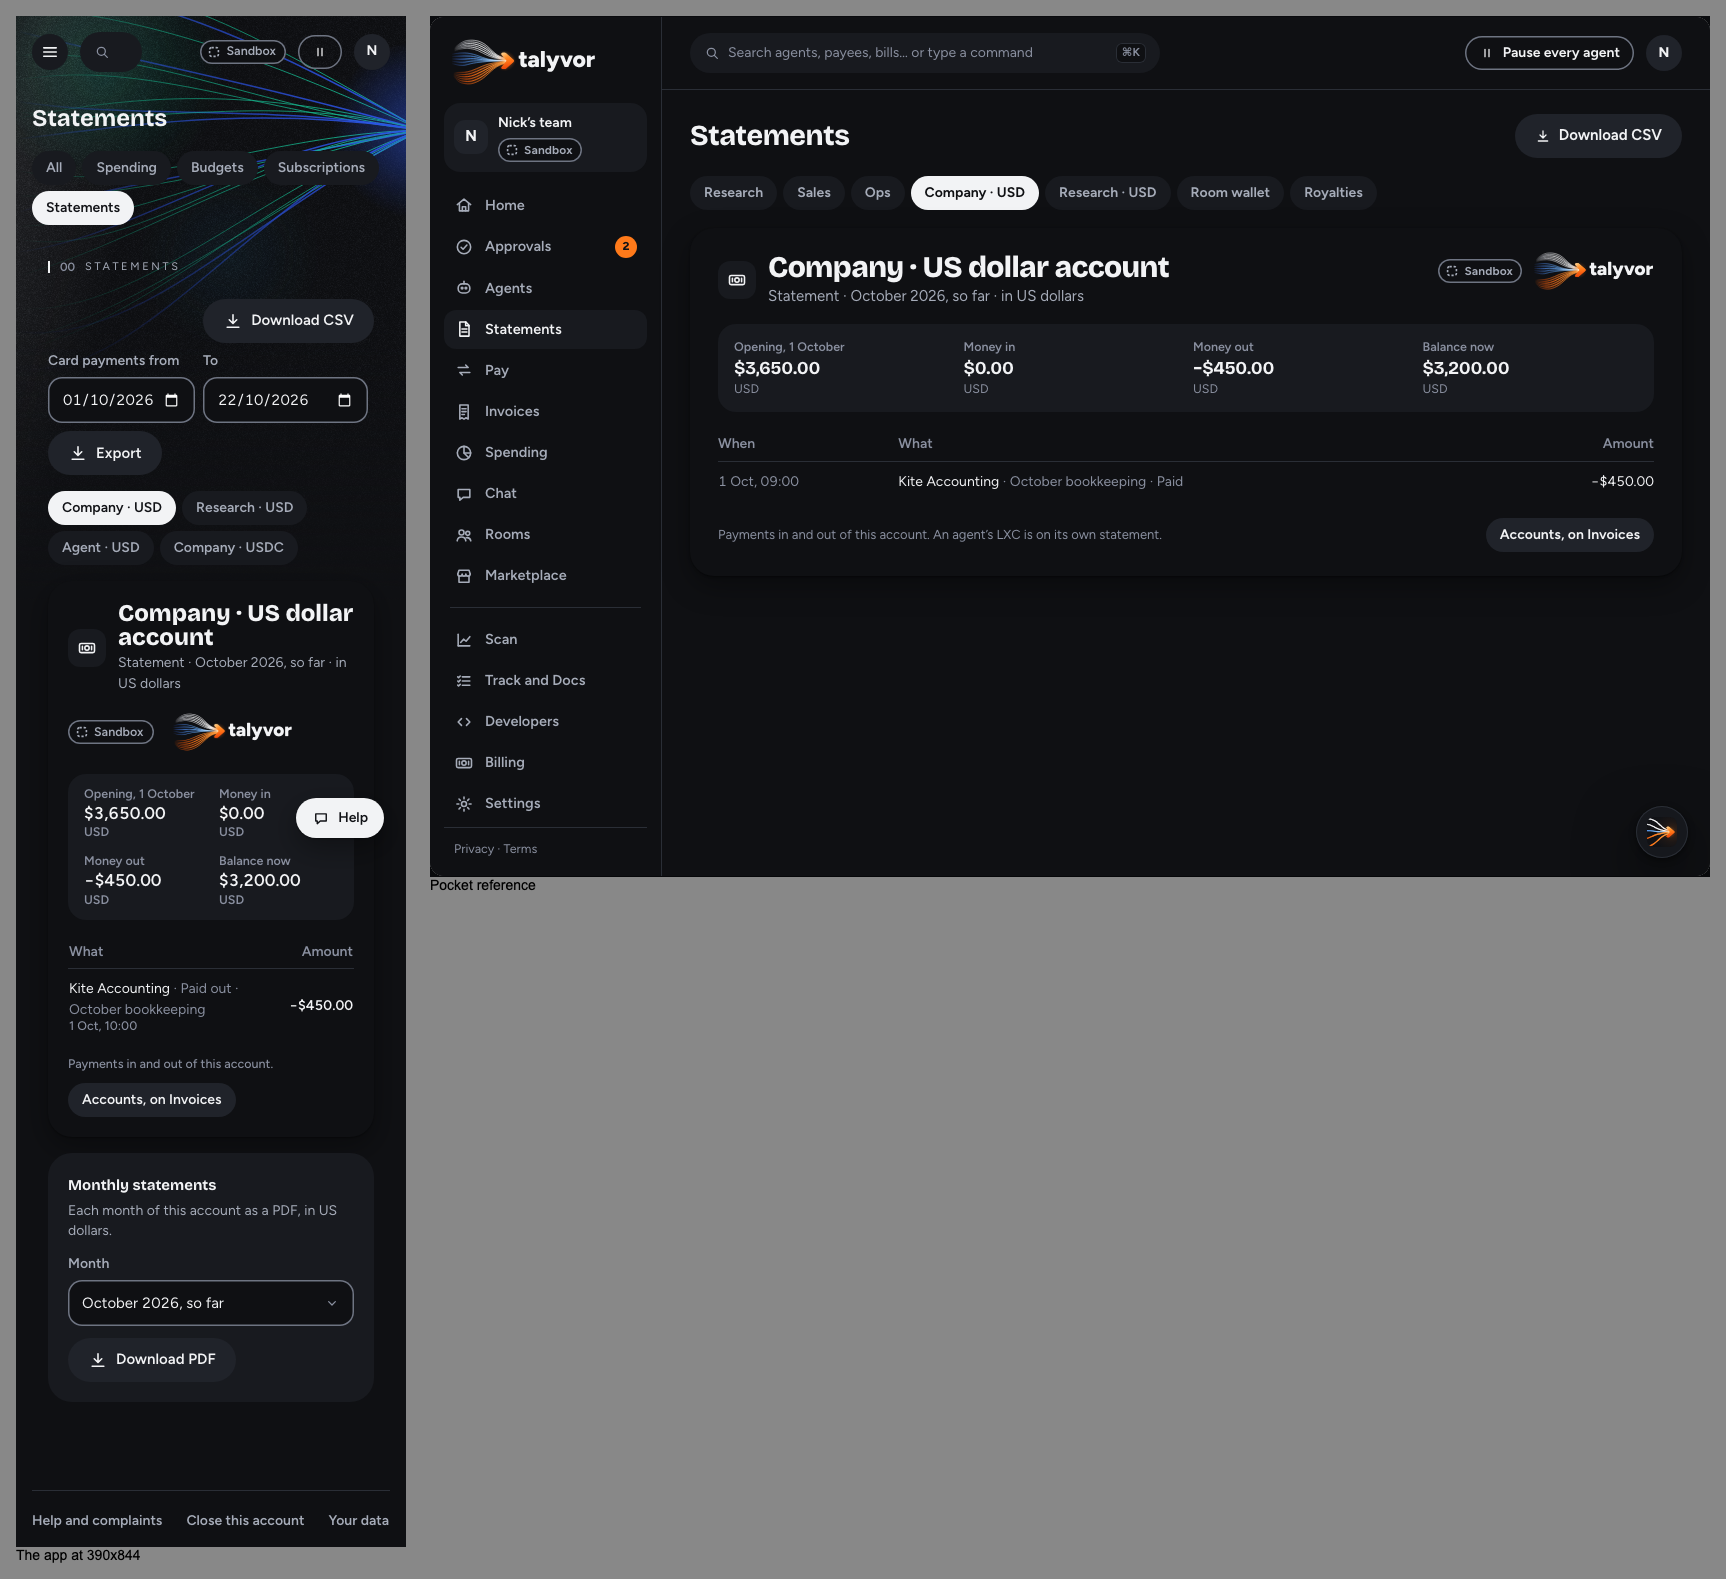 Sandbox
N
Statements
All
Spending
Budgets
Subscriptions
Statements
00 STATEMENTS
Download CSV
Card payments from
To
01/10/2026
22/10/2026
Export
Company · USD
Research · USD
Agent · USD
Company · USDC
Company · US dollar
account
Statement · October 2026, so far · in
US dollars
Sandbox
talyvor
Opening, 1 October
$3,650.00
USD
Money in
$0.00
USD
Help
Money out
−$450.00
USD
Balance now
$3,200.00
USD
What
Amount
Kite Accounting · Paid out ·
October bookkeeping
1 Oct, 10:00
−$450.00
Payments in and out of this account.
Accounts, on Invoices
Monthly statements
Each month of this account as a PDF, in US
dollars.
Month
October 2026, so far
Download PDF
Help and complaints
Close this account
Your data
The app at 390x844
talyvor
N
Nick’s team
Sandbox
Home
Approvals
2
Agents
Statements
Pay
Invoices
Spending
Chat
Rooms
Marketplace
Scan
Track and Docs
Developers
Billing
Settings
Privacy · Terms
Search agents, payees, bills... or type a command
⌘K
Pause every agent
N
Statements
Download CSV
Research
Sales
Ops
Company · USD
Research · USD
Room wallet
Royalties
Company · US dollar account
Statement · October 2026, so far · in US dollars
Sandbox
talyvor
Opening, 1 October
$3,650.00
USD
Money in
$0.00
USD
Money out
−$450.00
USD
Balance now
$3,200.00
USD
When
What
Amount
1 Oct, 09:00
Kite Accounting · October bookkeeping · Paid
−$450.00
Payments in and out of this account. An agent’s LXC is on its own statement.
Accounts, on Invoices
Pocket reference